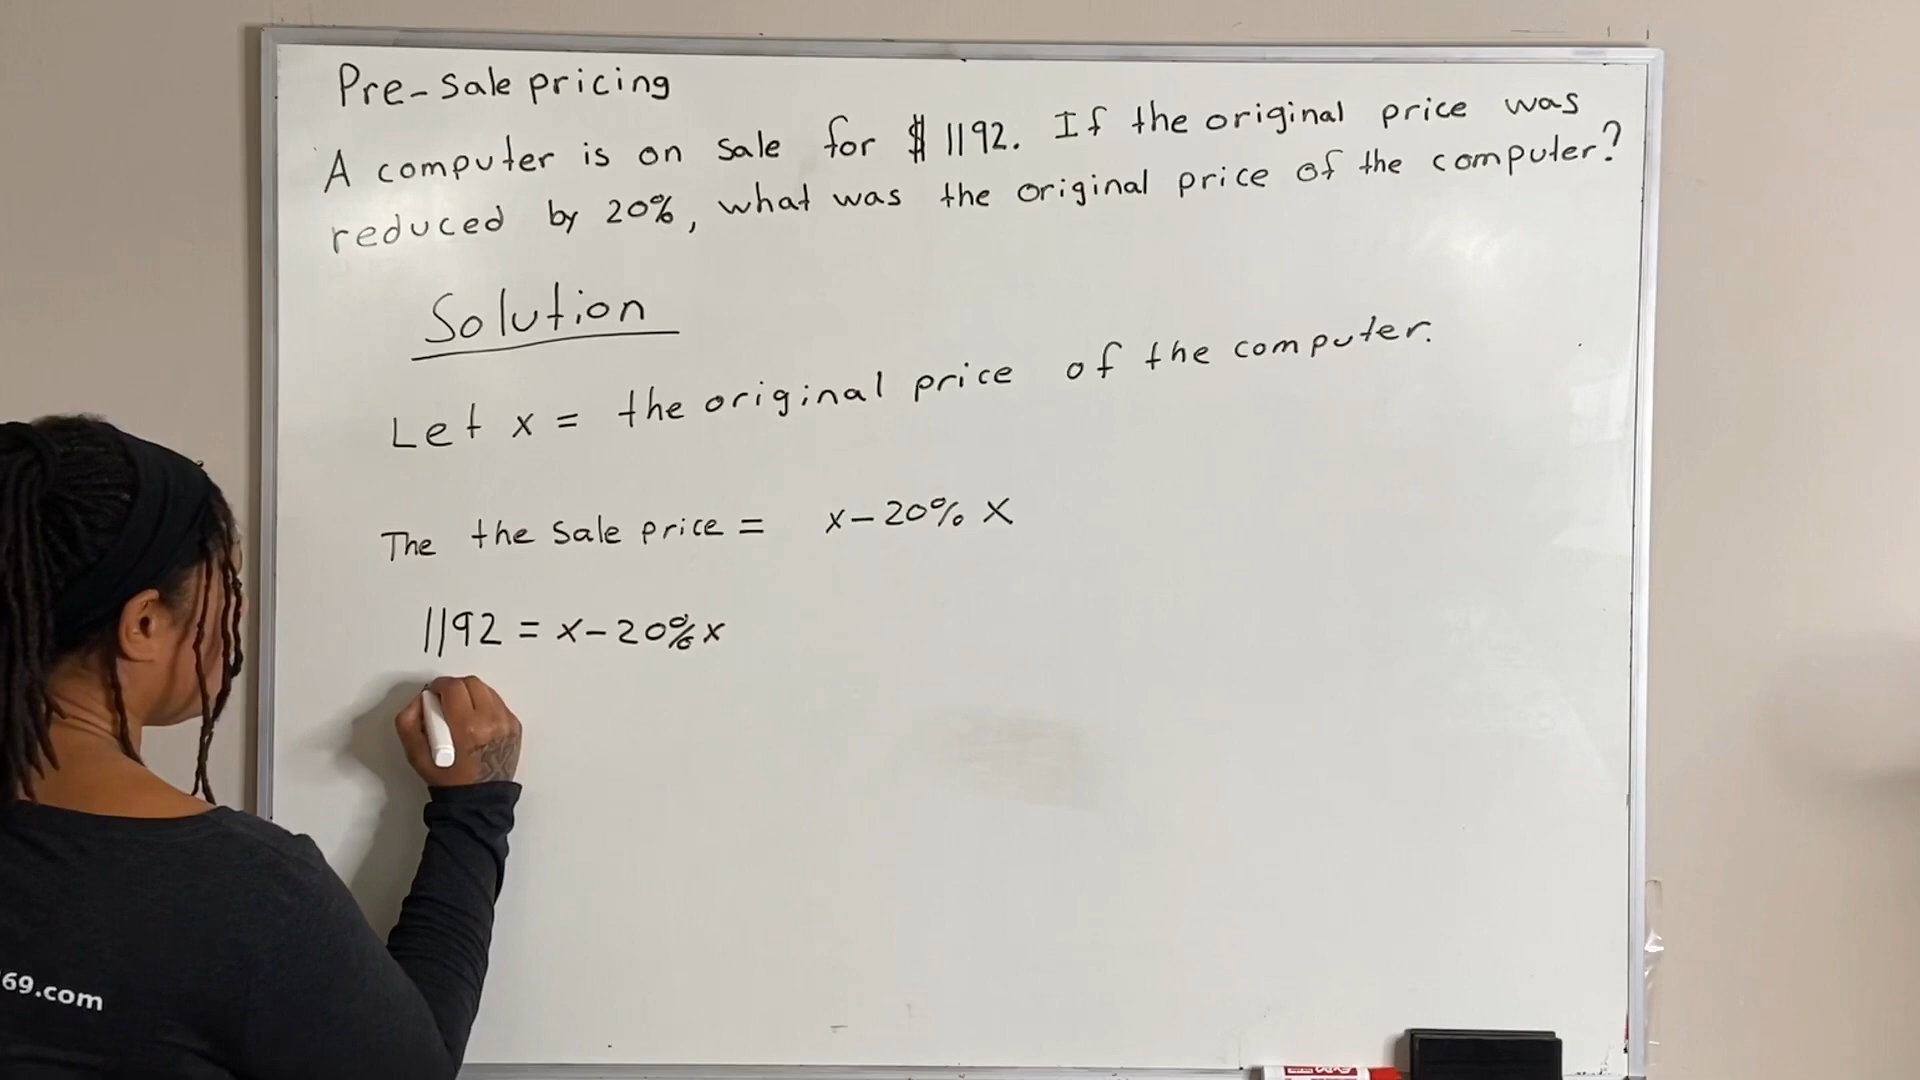 Pre-sale pricing
A computer is on sale for $1192. If the original price was
reduced by 20%, what was the original price of the computer?
Solution
Let x = the original price of the computer.
The the sale price = x-20% x
1192 = x-20%x
69.com